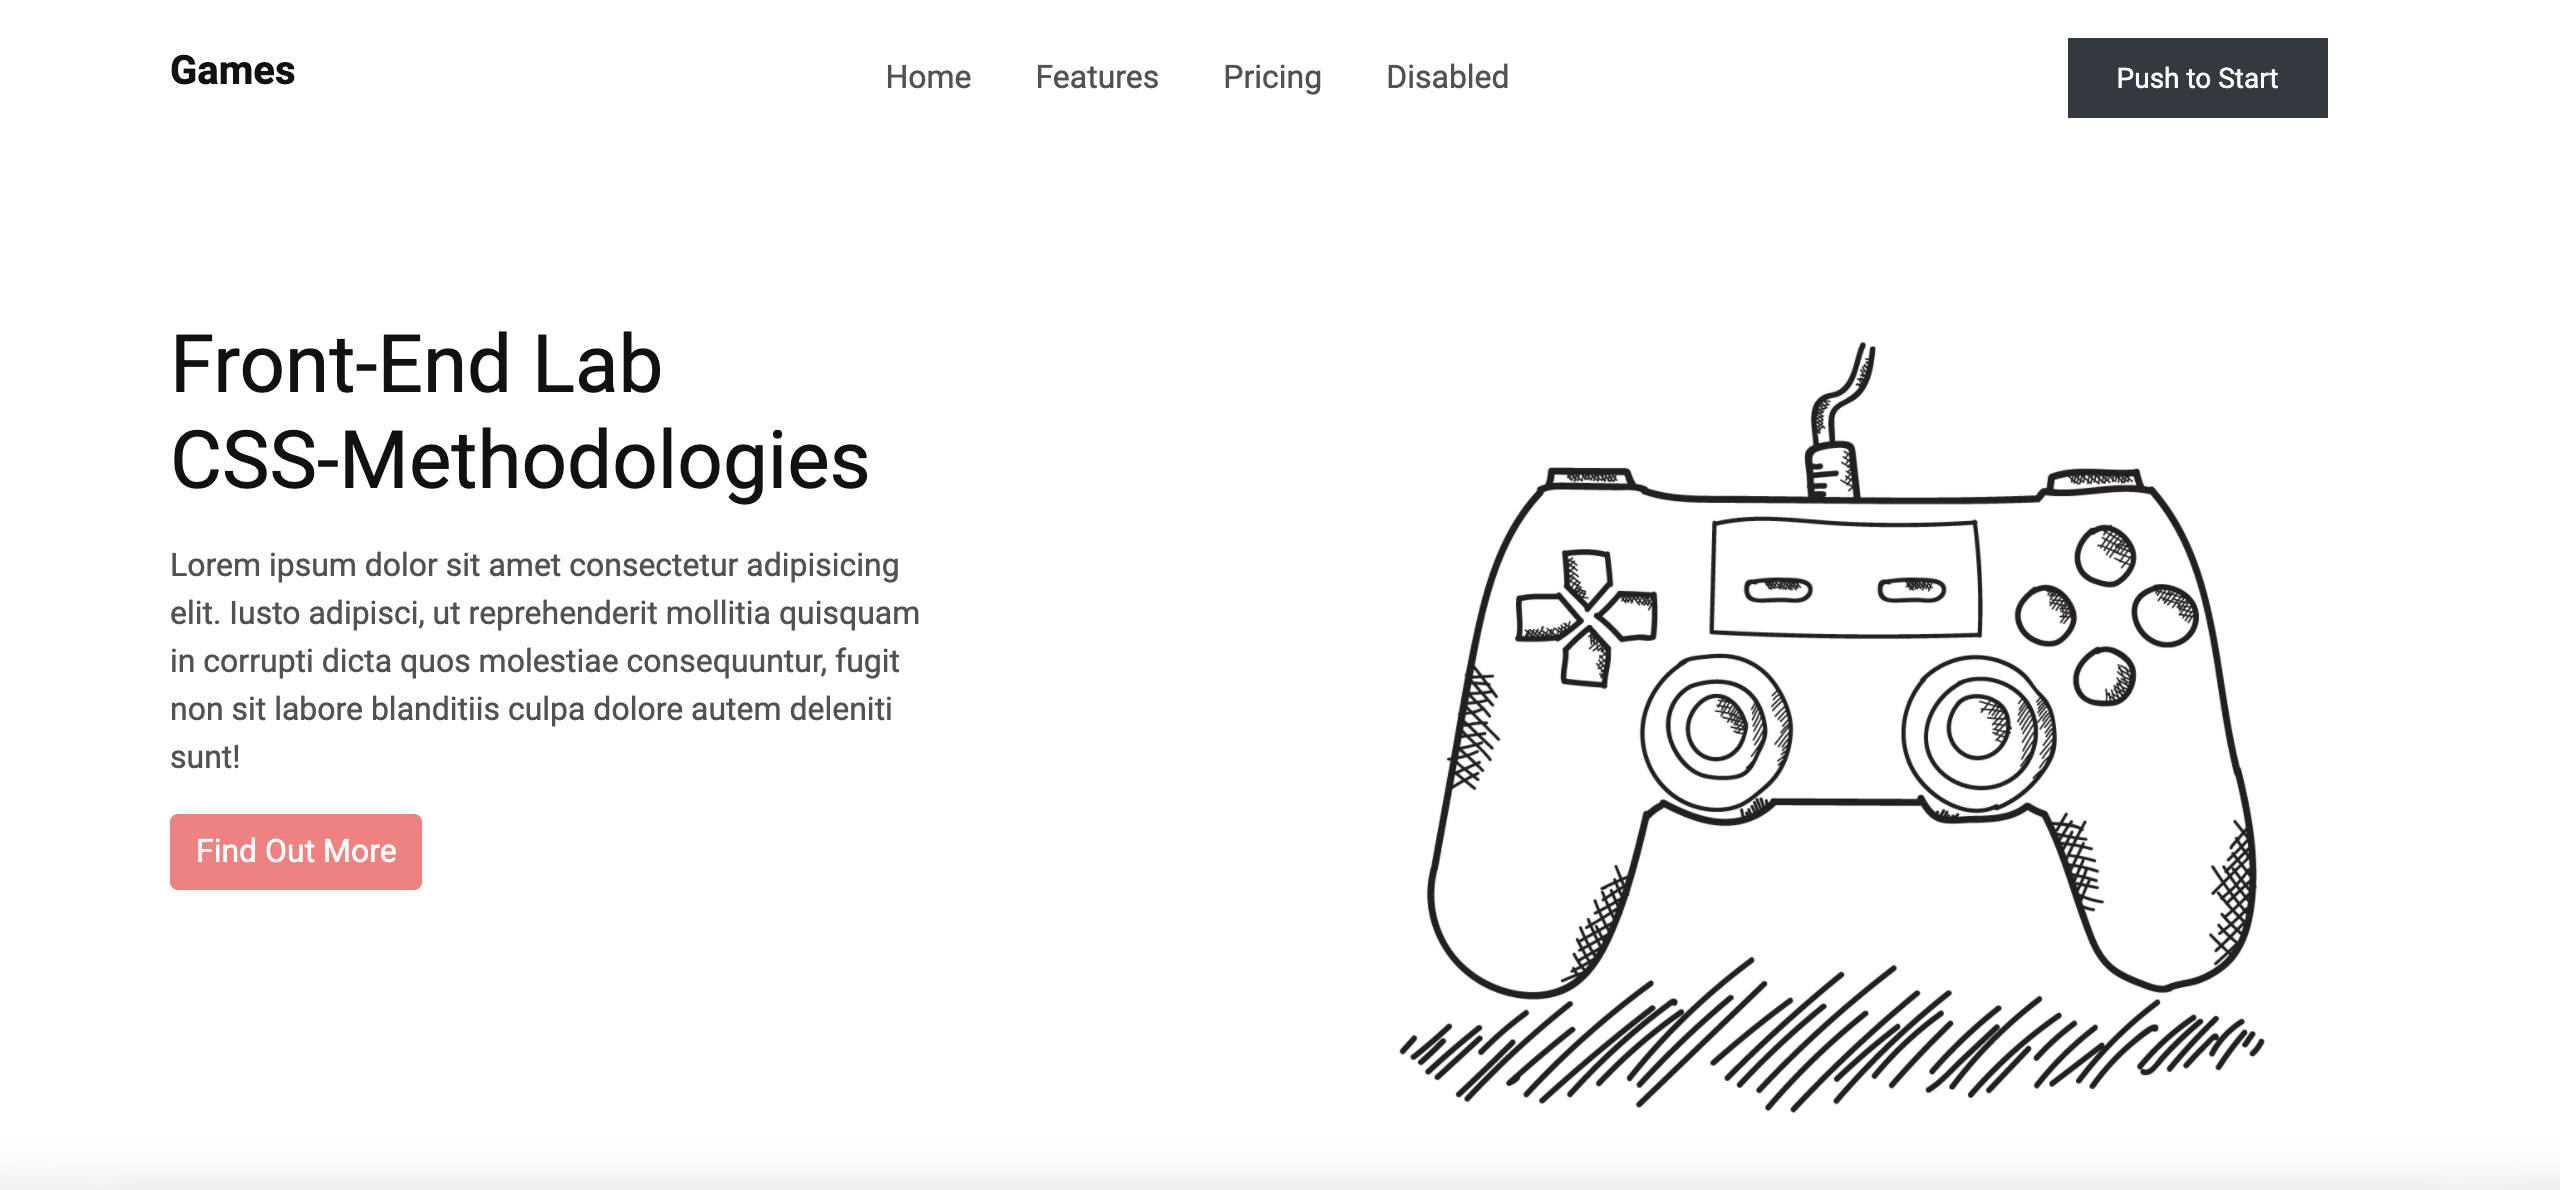 Games
Home Features Pricing Disabled
Push to Start
Front-End Lab
CSS-Methodologies
Lorem ipsum dolor sit amet consectetur adipisicing
elit. Iusto adipisci, ut reprehenderit mollitia quisquam
in corrupti dicta quos molestiae consequuntur, fugit
non sit labore blanditiis culpa dolore autem deleniti
sunt!
Find Out More